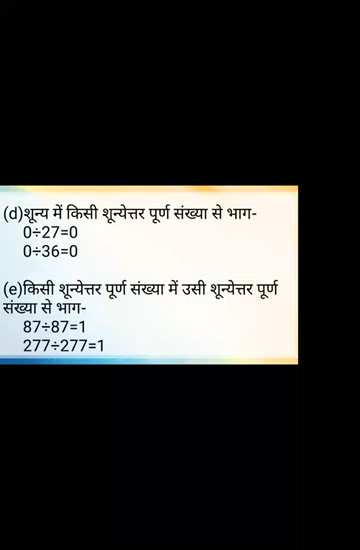 (d)शून्य में किसी शून्येत्तर पूर्ण संख्या से भाग-
0÷27=0
0÷36=0
(e)किसी शून्येत्तर पूर्ण संख्या में उसी शून्येत्तर पूर्ण
संख्या से भाग-
87÷87=1
277÷277=1